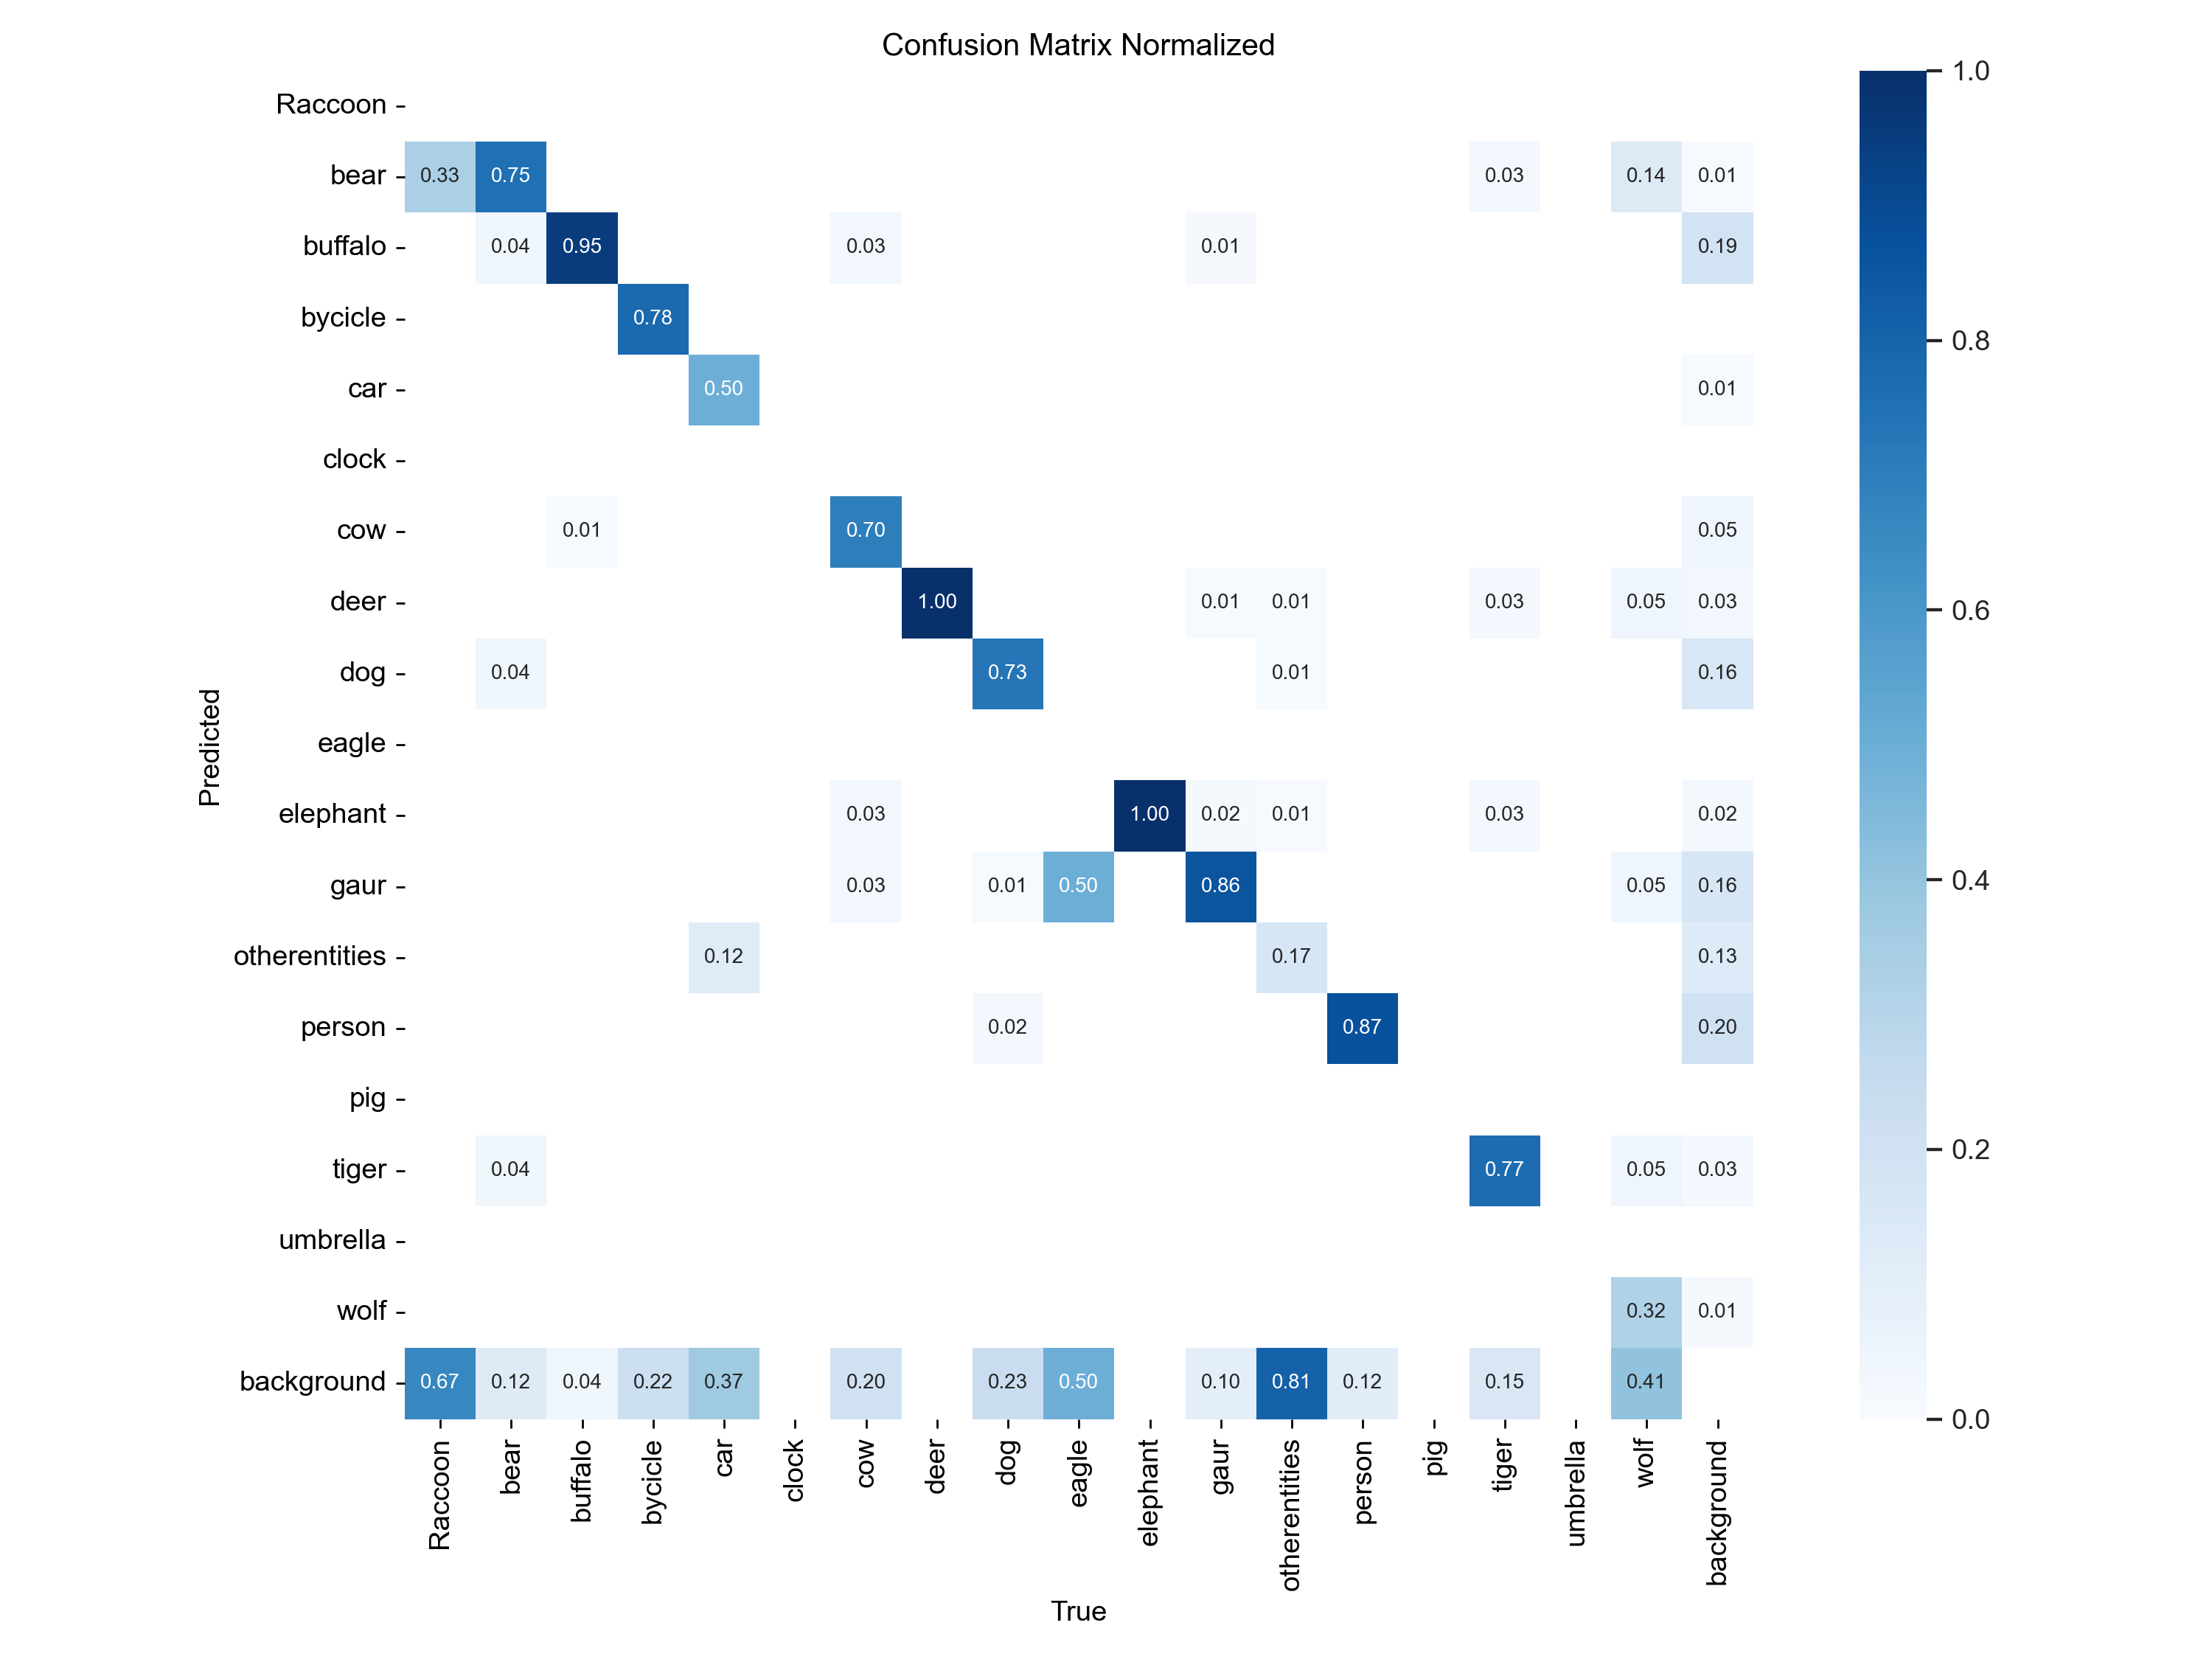 Confusion Matrix Normalized
Raccoon
bear 0.33 0.75 0.03 0.14 0.01
buffalo 0.04 0.95 0.03 0.01 0.19
bycicle 0.78
car 0.50 0.01
clock
cow 0.01 0.70 0.05
deer 1.00 0.01 0.01 0.03 0.05 0.03
dog 0.04 0.73 0.01 0.16
eagle
elephant 0.03 1.00 0.02 0.01 0.03 0.02
gaur 0.03 0.01 0.50 0.86 0.05 0.16
otherentities 0.12 0.17 0.13
person 0.02 0.87 0.20
pig
tiger 0.04 0.77 0.05 0.03
umbrella
wolf 0.32 0.01
background 0.67 0.12 0.04 0.22 0.37 0.20 0.23 0.50 0.10 0.81 0.12 0.15 0.41
Predicted
Raccoon bear buffalo bycicle car clock cow deer dog eagle elephant gaur otherentities person pig tiger umbrella wolf background
True
1.0
0.8
0.6
0.4
0.2
0.0